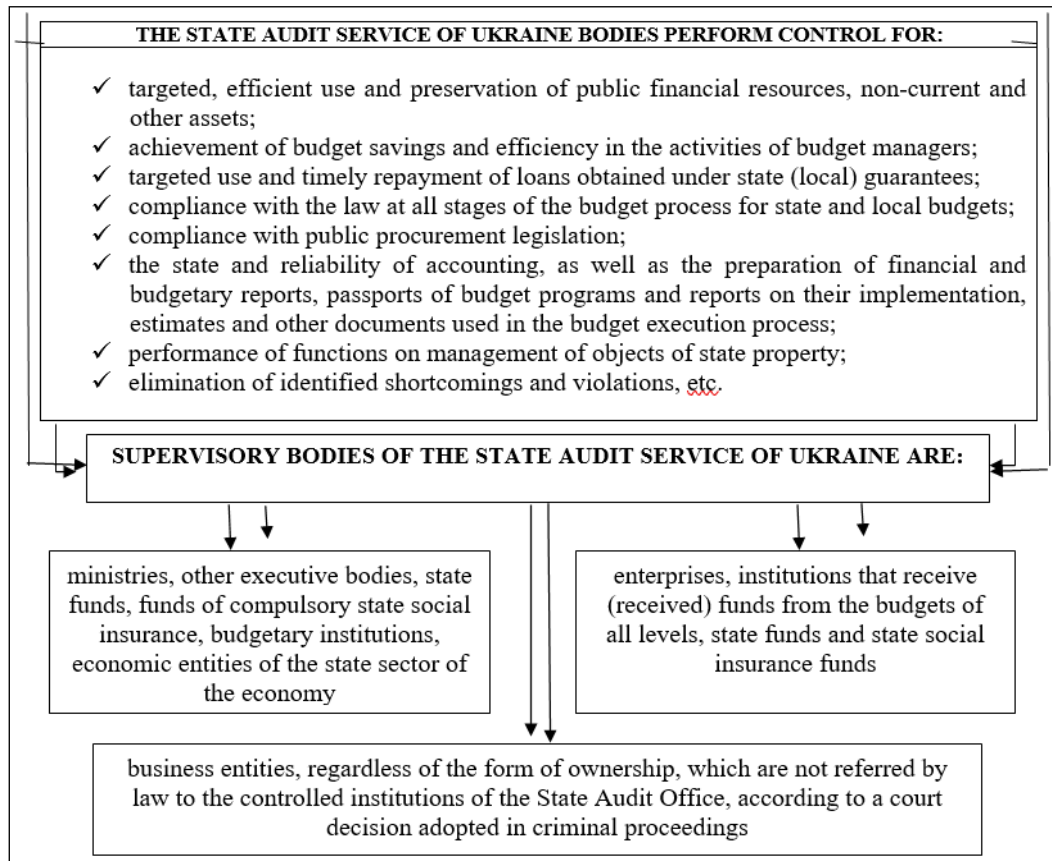 THE STATE AUDIT SERVICE OF UKRAINE BODIES PERFORM CONTROL FOR:
✓ targeted, efficient use and preservation of public financial resources, non-current and
other assets;
✓ achievement of budget savings and efficiency in the activities of budget managers;
✓ targeted use and timely repayment of loans obtained under state (local) guarantees;
✓ compliance with the law at all stages of the budget process for state and local budgets;
✓ compliance with public procurement legislation;
✓ the state and reliability of accounting, as well as the preparation of financial and
budgetary reports, passports of budget programs and reports on their implementation,
estimates and other documents used in the budget execution process;
✓ performance of functions on management of objects of state property;
✓ elimination of identified shortcomings and violations, etc.
SUPERVISORY BODIES OF THE STATE AUDIT SERVICE OF UKRAINE ARE:
ministries, other executive bodies, state
funds, funds of compulsory state social
insurance, budgetary institutions,
economic entities of the state sector of
the economy
enterprises, institutions that receive
(received) funds from the budgets of
all levels, state funds and state social
insurance funds
business entities, regardless of the form of ownership, which are not referred by
law to the controlled institutions of the State Audit Office, according to a court
decision adopted in criminal proceedings